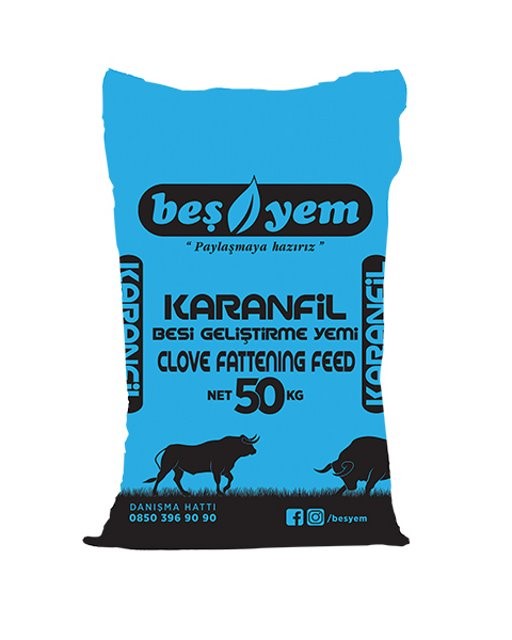 beş yem
“ Paylaşmaya hazırız ”
KARANFİL
BESİ GELİŞTİRME YEMİ
CLOVE FATTENING FEED
NET 50 KG
KARANFİL
KARANFİL
DANIŞMA HATTI
0850 396 90 90
/besyem